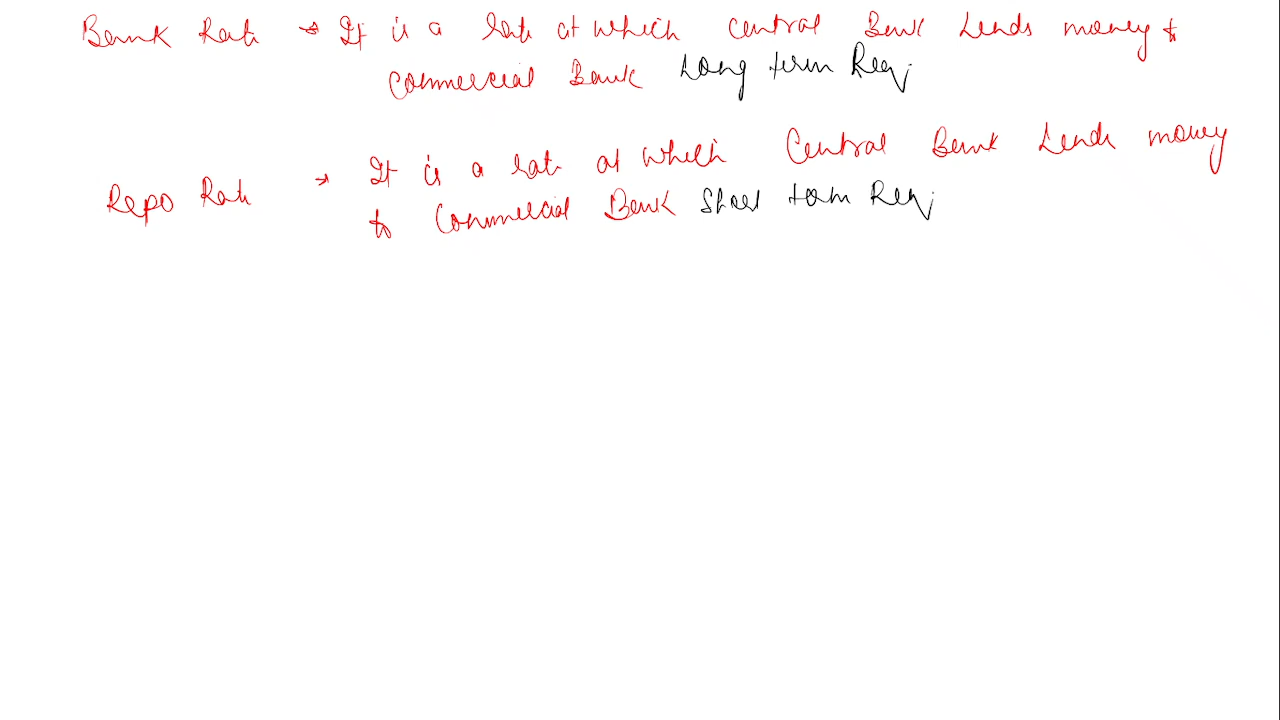 Bank Rate → It is a rate at which central Bank Lends money to
commercial Bank Long term Req
Repo Rate → It is a rate at which Central Bank Lends money
to Commercial Bank Short term Req